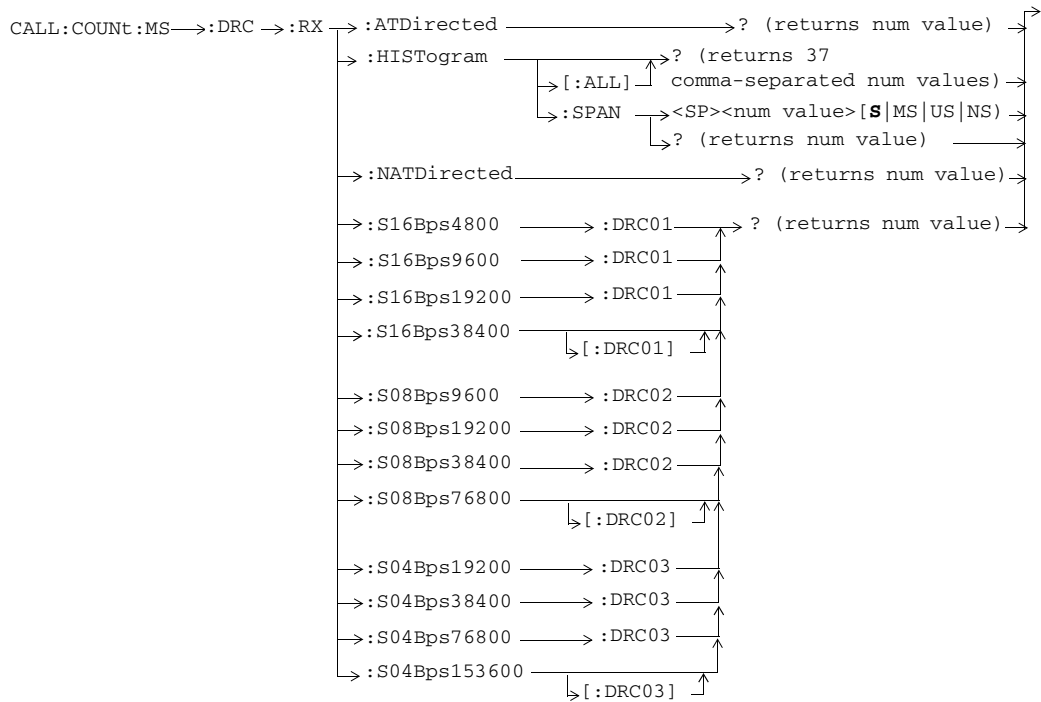 CALL:COUNt:MS :DRC :RX :ATDirected ? (returns num value)
:HISTogram ? (returns 37
[:ALL] comma-separated num values)
:SPAN <SP><num value>[S|MS|US|NS)
? (returns num value)
:NATDirected ? (returns num value)
:S16Bps4800 :DRC01 ? (returns num value)
:S16Bps9600 :DRC01
:S16Bps19200 :DRC01
:S16Bps38400
[:DRC01]
:S08Bps9600 :DRC02
:S08Bps19200 :DRC02
:S08Bps38400 :DRC02
:S08Bps76800
[:DRC02]
:S04Bps19200 :DRC03
:S04Bps38400 :DRC03
:S04Bps76800 :DRC03
:S04Bps153600
[:DRC03]